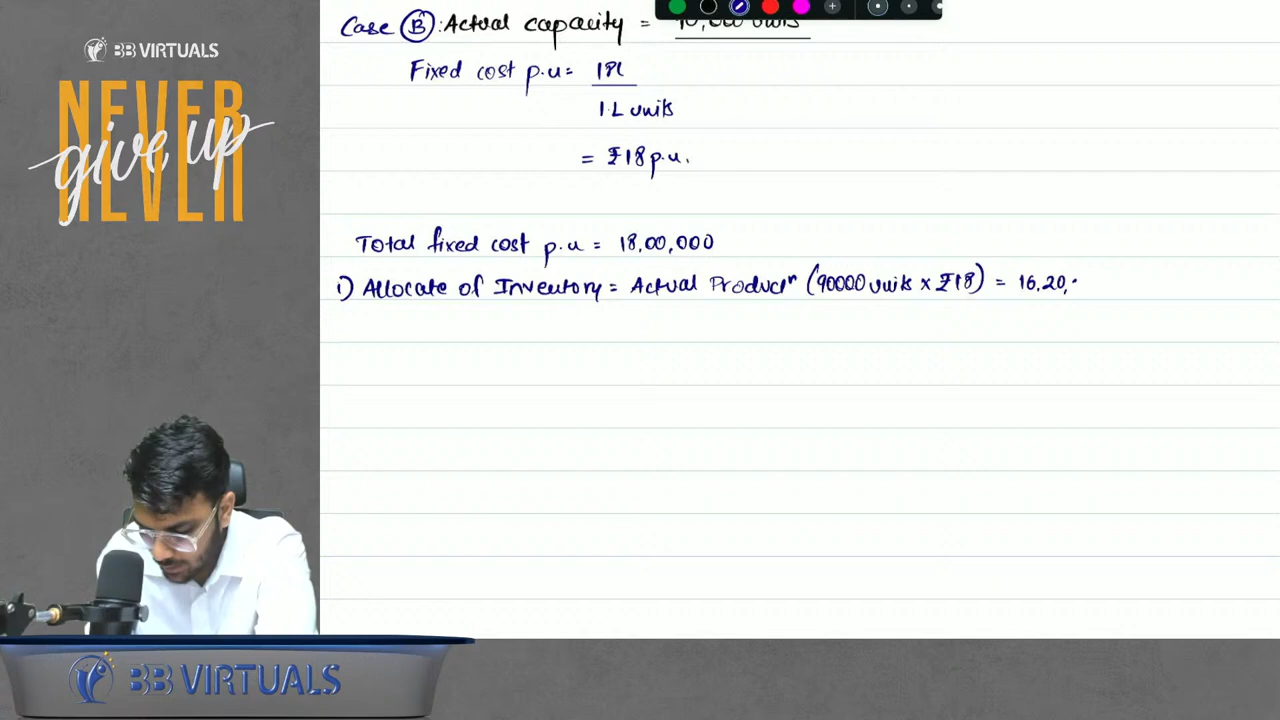 BB VIRTUALS
NEVER
give up
NEVER
Case (B): Actual capacity =
Fixed cost p.u = 18L
1L units
= ₹18 p.u.
Total fixed cost p.u = 18,00,000
1) Allocate of Inventory = Actual Productⁿ (90000 units x ₹18) = 16,20,
BB VIRTUALS